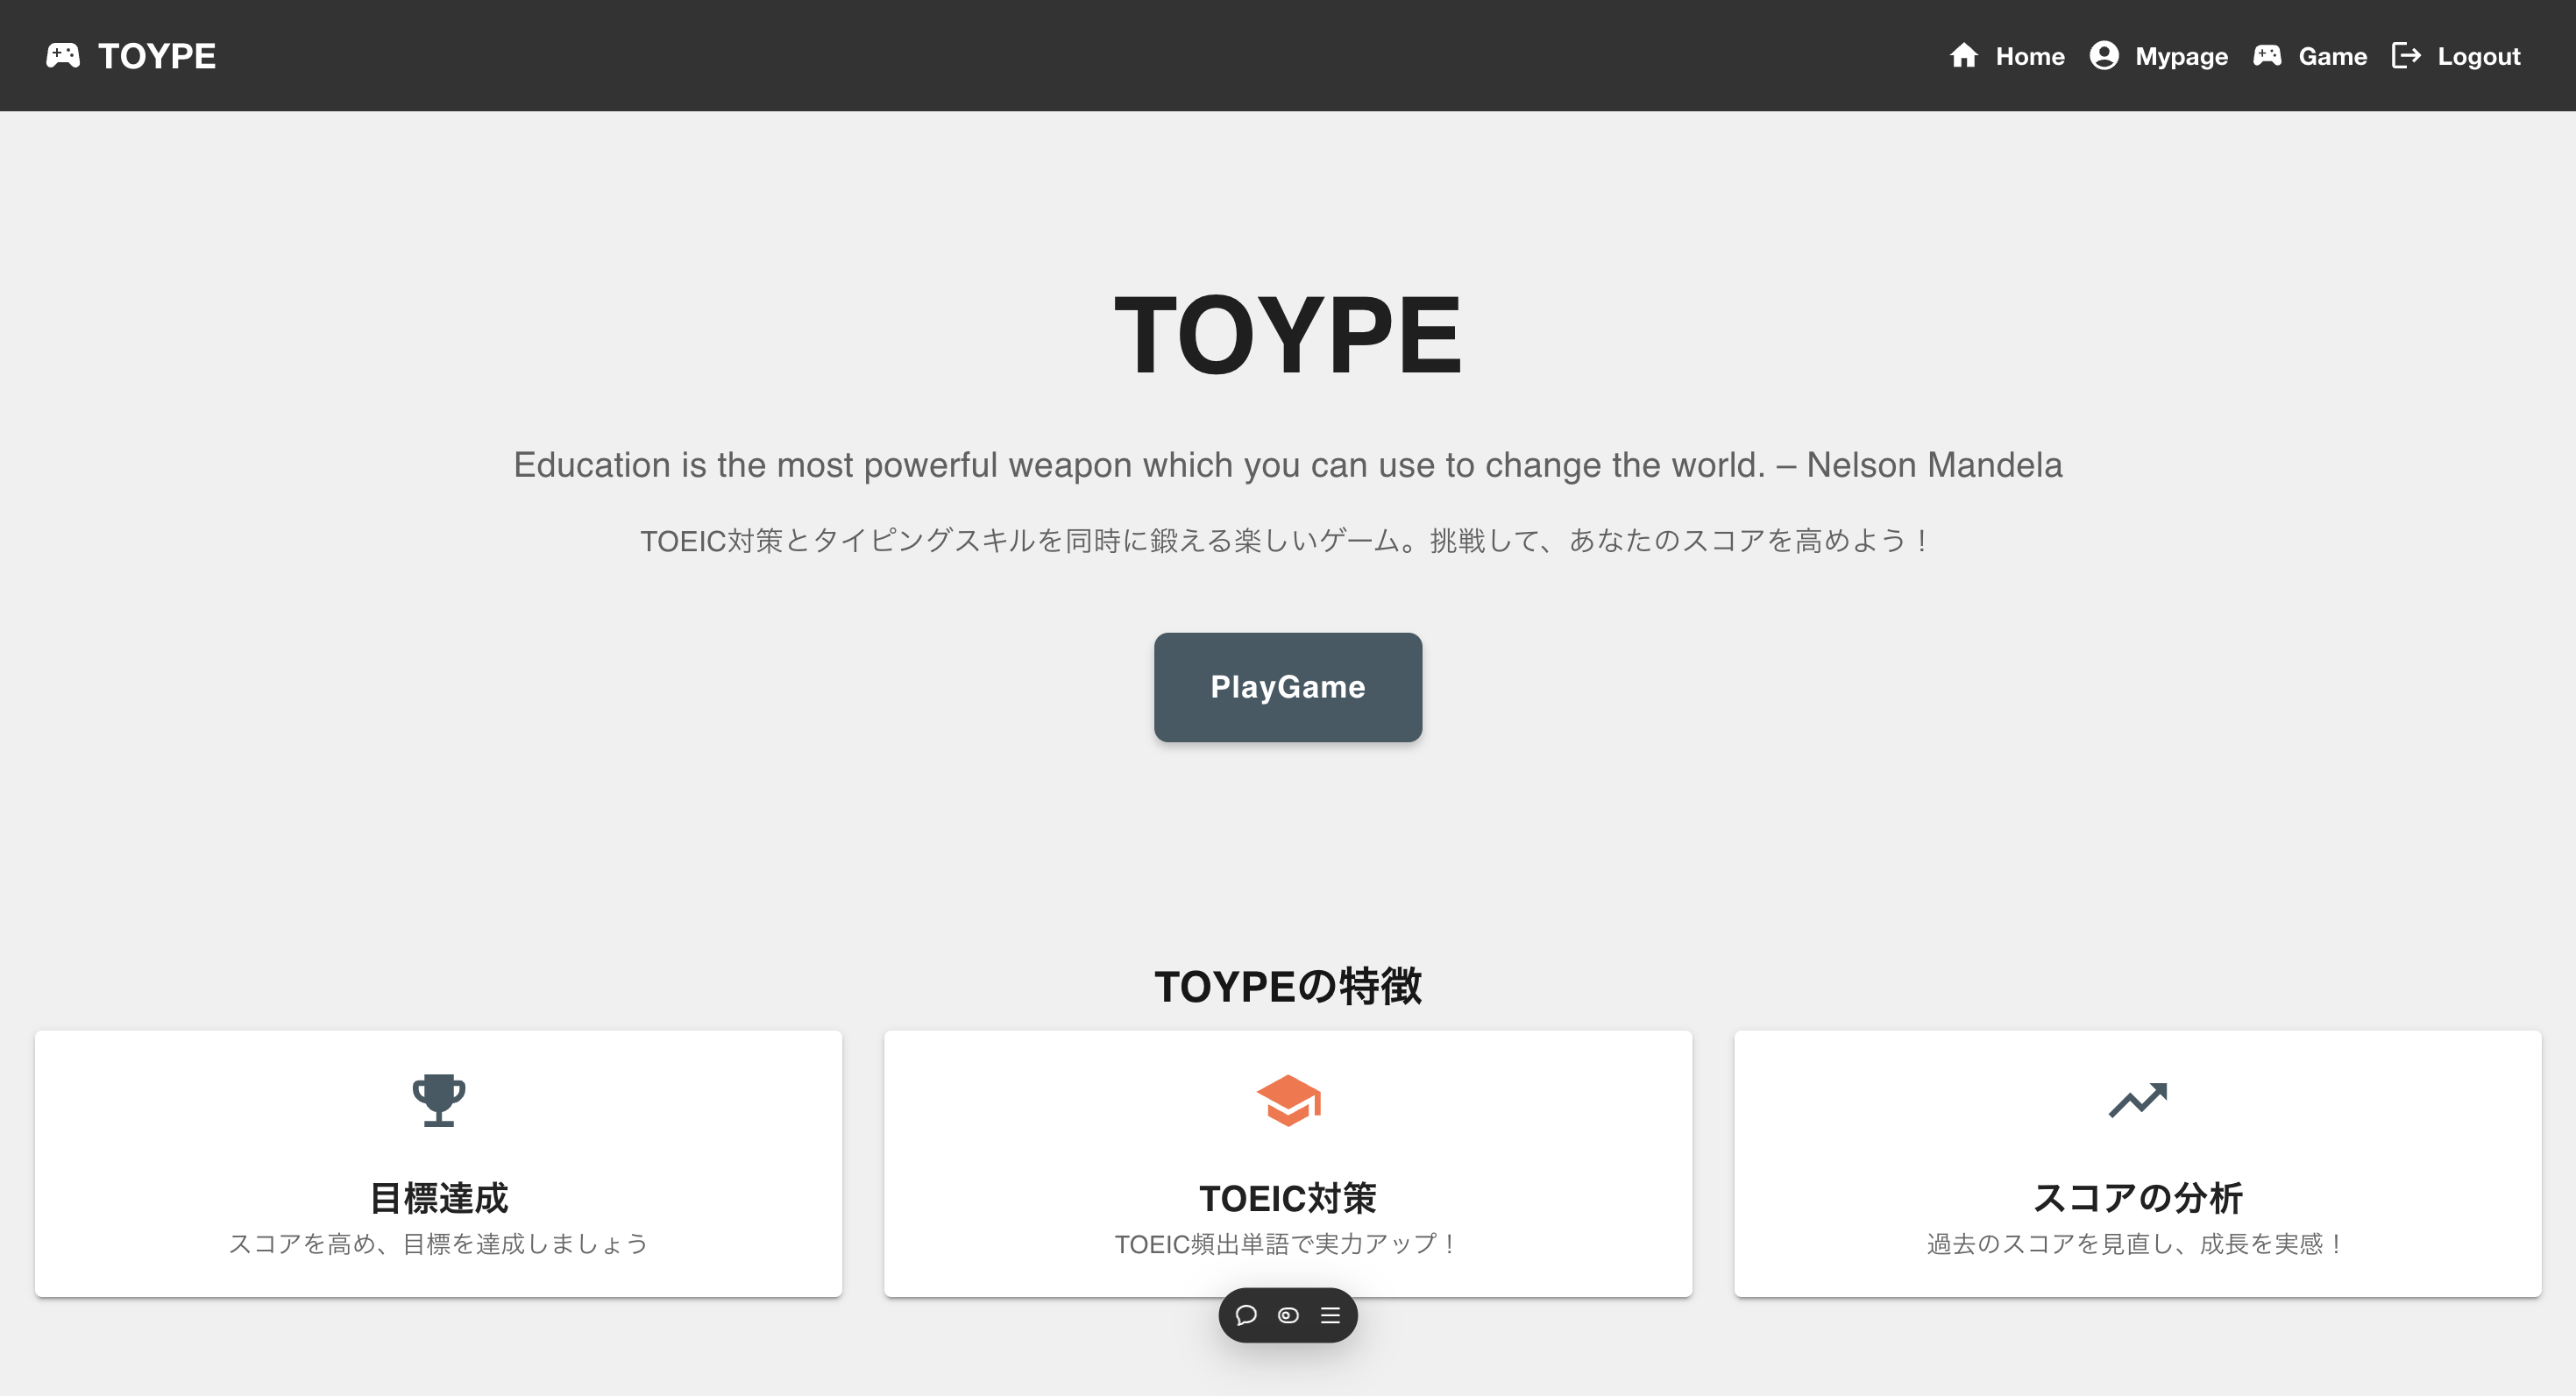 TOYPE
Home
Mypage
Game
Logout
TOYPE
Education is the most powerful weapon which you can use to change the world. – Nelson Mandela
TOEIC対策とタイピングスキルを同時に鍛える楽しいゲーム。挑戦して、あなたのスコアを高めよう！
PlayGame
TOYPEの特徴
目標達成
スコアを高め、目標を達成しましょう
TOEIC対策
TOEIC頻出単語で実力アップ！
スコアの分析
過去のスコアを見直し、成長を実感！